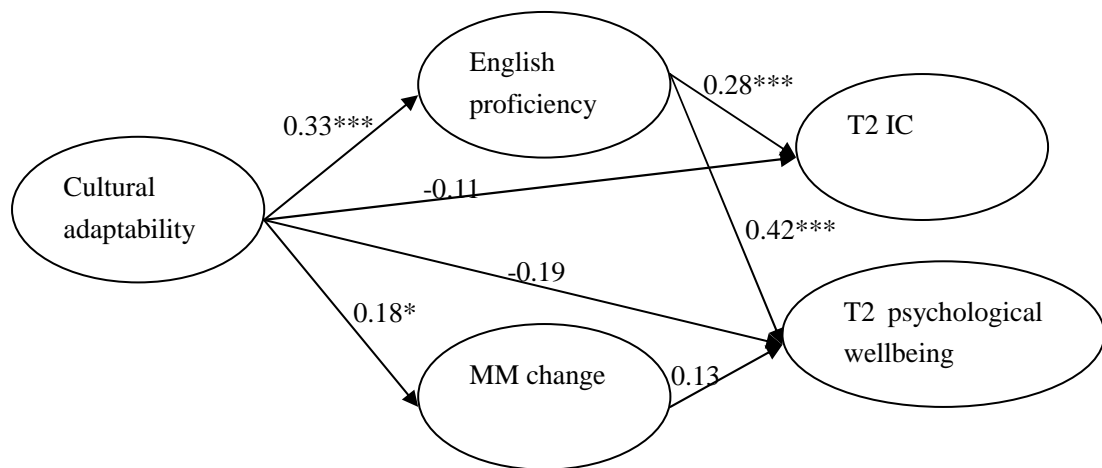 English
proficiency
0.28***
T2 IC
0.33***
Cultural
adaptability
-0.11
0.42***
-0.19
0.18*
T2 psychological
wellbeing
MM change
0.13